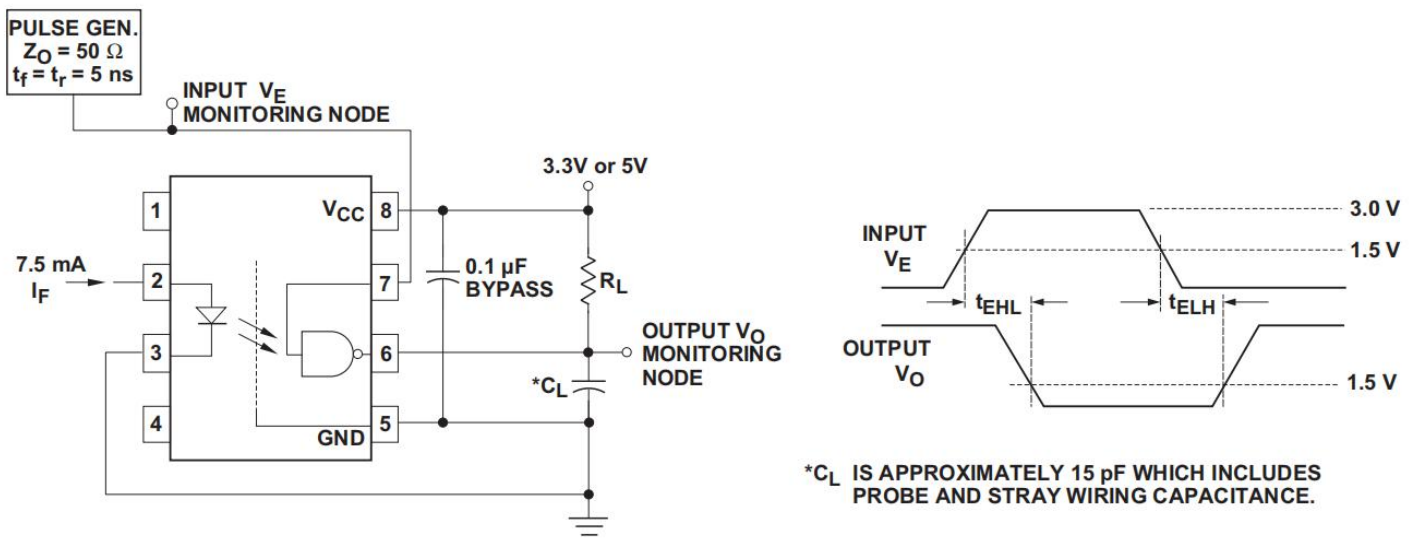 PULSE GEN.
ZO = 50 Ω
tf = tr = 5 ns
INPUT VE
MONITORING NODE
3.3V or 5V
1
VCC 8
7.5 mA
IF
2
7
0.1 µF
BYPASS
RL
3
6
OUTPUT VO
MONITORING
NODE
*CL
4
GND 5
INPUT
VE
3.0 V
1.5 V
tEHL
tELH
OUTPUT
VO
1.5 V
*CL IS APPROXIMATELY 15 pF WHICH INCLUDES
PROBE AND STRAY WIRING CAPACITANCE.